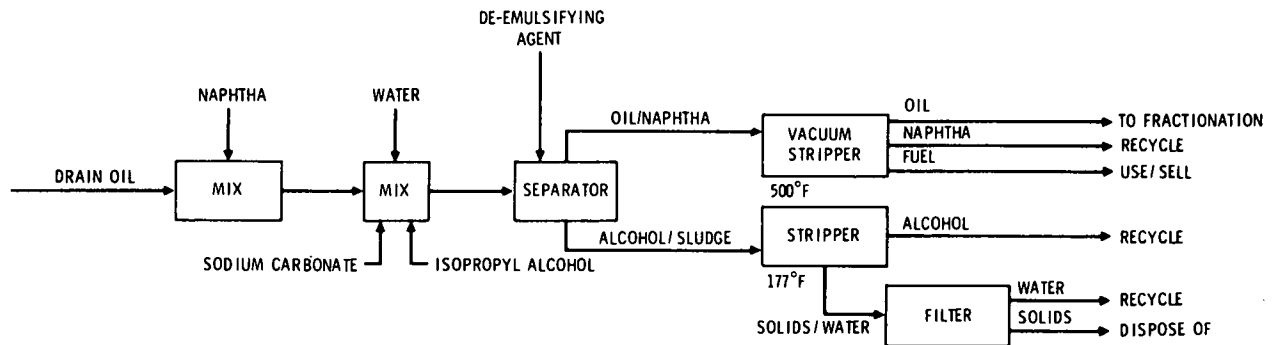 DE-EMULSIFYING
AGENT
NAPHTHA
WATER
OIL/NAPHTHA
VACUUM
STRIPPER
OIL
NAPHTHA
FUEL
TO FRACTIONATION
RECYCLE
USE/SELL
DRAIN OIL
MIX
MIX
SEPARATOR
500°F
ALCOHOL/SLUDGE
STRIPPER
ALCOHOL
RECYCLE
SODIUM CARBONATE
ISOPROPYL ALCOHOL
177°F
SOLIDS/WATER
FILTER
WATER
SOLIDS
RECYCLE
DISPOSE OF